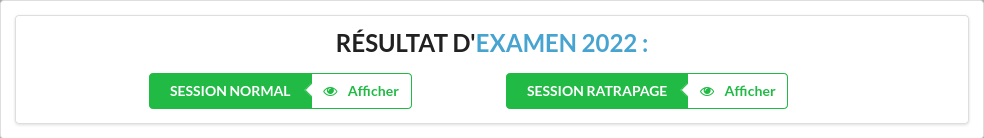 RÉSULTAT D'EXAMEN 2022 :
SESSION NORMAL Afficher SESSION RATRAPAGE Afficher